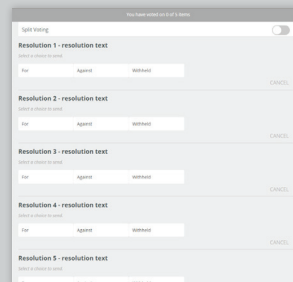 You have voted on 0 of 5 items
Split Voting
Resolution 1 - resolution text
Select a choice to send
For Against Withheld
CANCEL
Resolution 2 - resolution text
Select a choice to send
For Against Withheld
CANCEL
Resolution 3 - resolution text
Select a choice to send
For Against Withheld
CANCEL
Resolution 4 - resolution text
Select a choice to send
For Against Withheld
CANCEL
Resolution 5 - resolution text
Select a choice to send